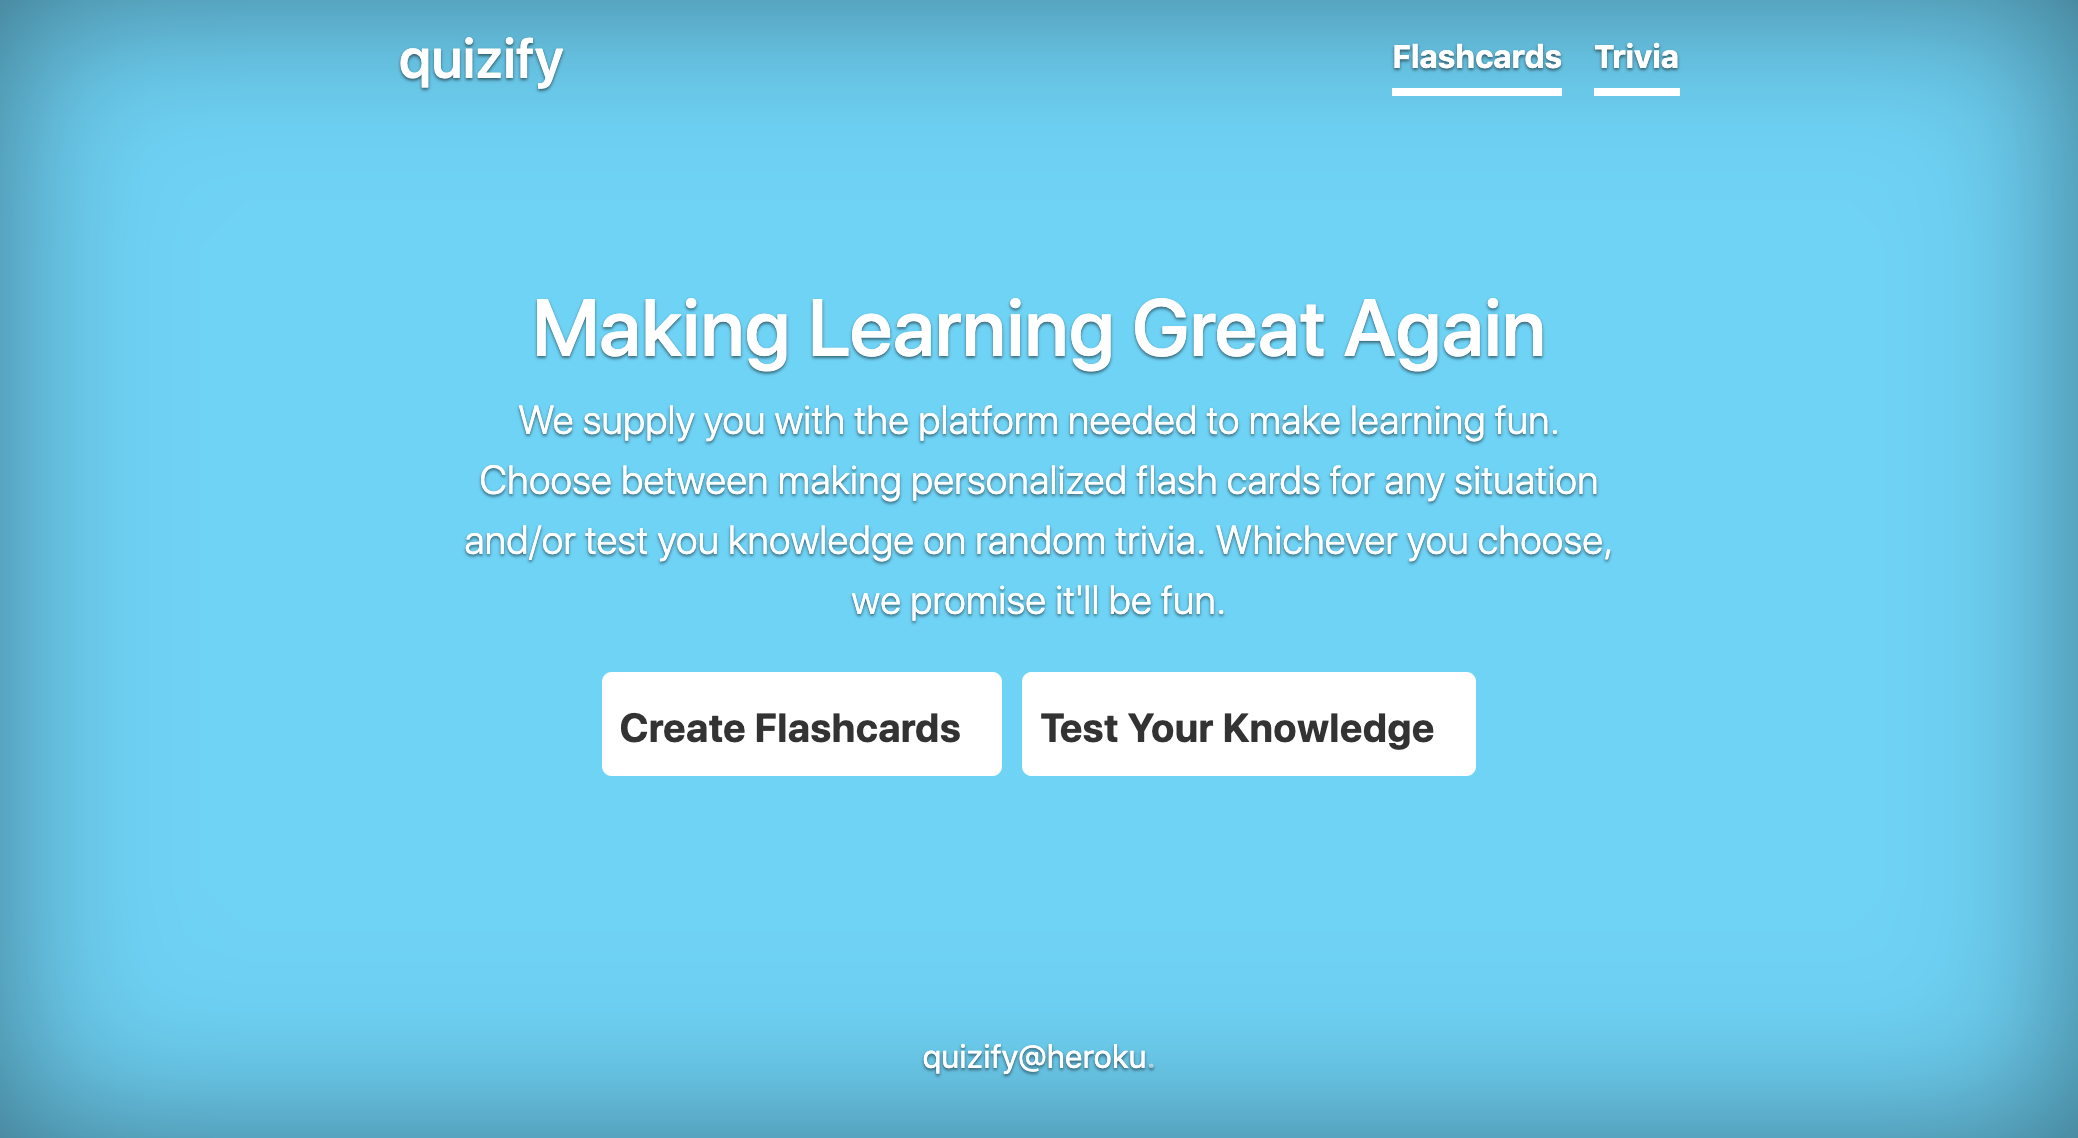 quizify
Flashcards Trivia
Making Learning Great Again
We supply you with the platform needed to make learning fun.
Choose between making personalized flash cards for any situation
and/or test you knowledge on random trivia. Whichever you choose,
we promise it'll be fun.
Create Flashcards Test Your Knowledge
quizify@heroku.